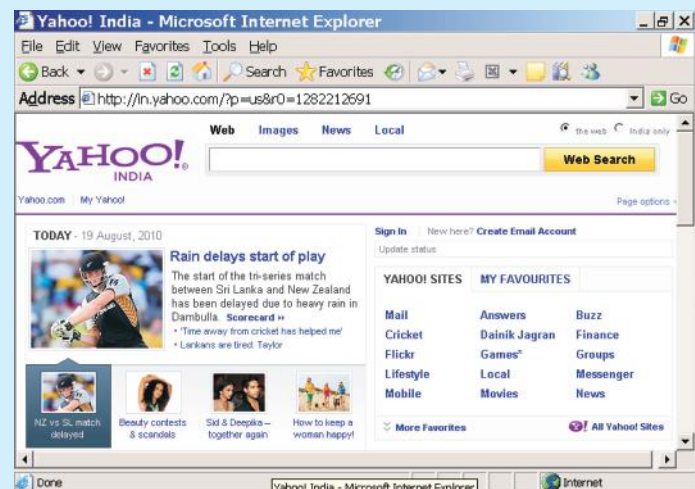 Yahoo! India - Microsoft Internet Explorer
File Edit View Favorites Tools Help
Back Search Favorites
Address http://in.yahoo.com/?p=us&r0=1282212691 Go
Web Images News Local the web India only
YAHOO!® INDIA
Web Search
Yahoo.com My Yahoo! Page options
TODAY - 19 August, 2010
Rain delays start of play
The start of the tri-series match
between Sri Lanka and New Zealand
has been delayed due to heavy rain in
Dambulla. Scorecard »
• 'Time away from cricket has helped me'
• Lankans are tired: Taylor
NZ vs SL match
delayed
Beauty contests
& scandals
Sid & Deepika –
together again
How to keep a
woman happy!
Sign In New here? Create Email Account
Update status
YAHOO! SITES MY FAVOURITES
Mail Answers Buzz
Cricket Dainik Jagran Finance
Flickr Games Groups
Lifestyle Local Messenger
Mobile Movies News
More Favorites Y! All Yahoo! Sites
Done Yahoo! India - Microsoft Internet Explorer Internet